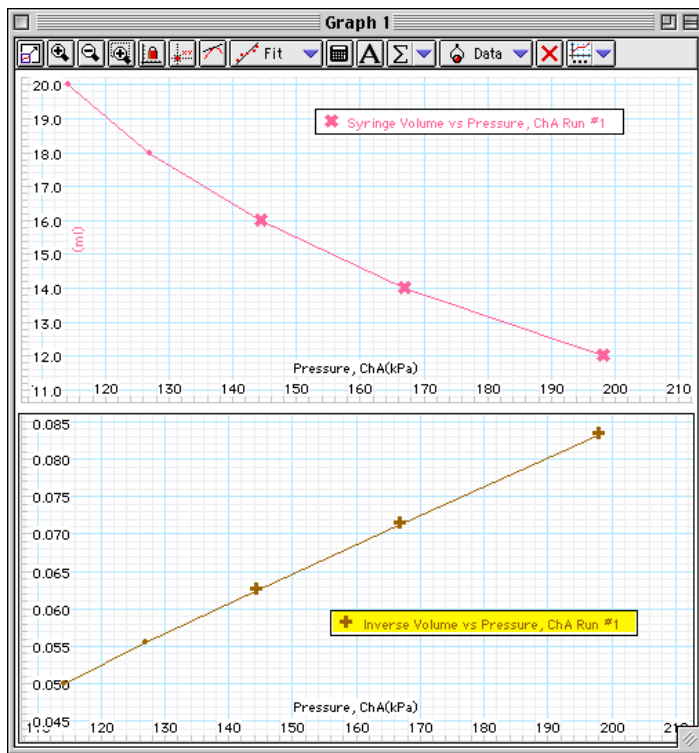 Graph 1
XY Fit A Σ Data
20.0
Syringe Volume vs Pressure, ChA Run #1
19.0
18.0
17.0
16.0
(ml)
15.0
14.0
13.0
12.0
Pressure, ChA(kPa)
11.0 120 130 140 150 160 170 180 190 200 210
0.085
0.080
0.075
0.070
0.065
0.060
Inverse Volume vs Pressure, ChA Run #1
0.055
0.050
Pressure, ChA(kPa)
0.045
120 130 140 150 160 170 180 190 200 210